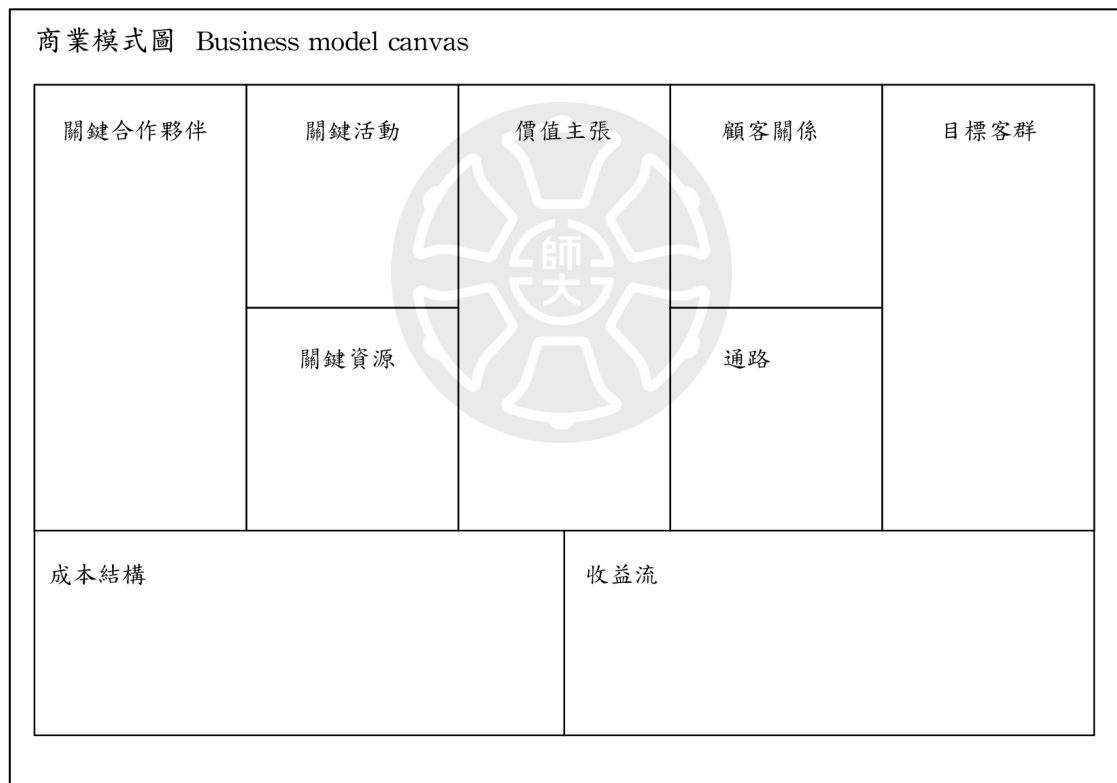 商業模式圖 Business model canvas
關鍵合作夥伴
關鍵活動
價值主張
顧客關係
目標客群
師大
關鍵資源
通路
成本結構
收益流